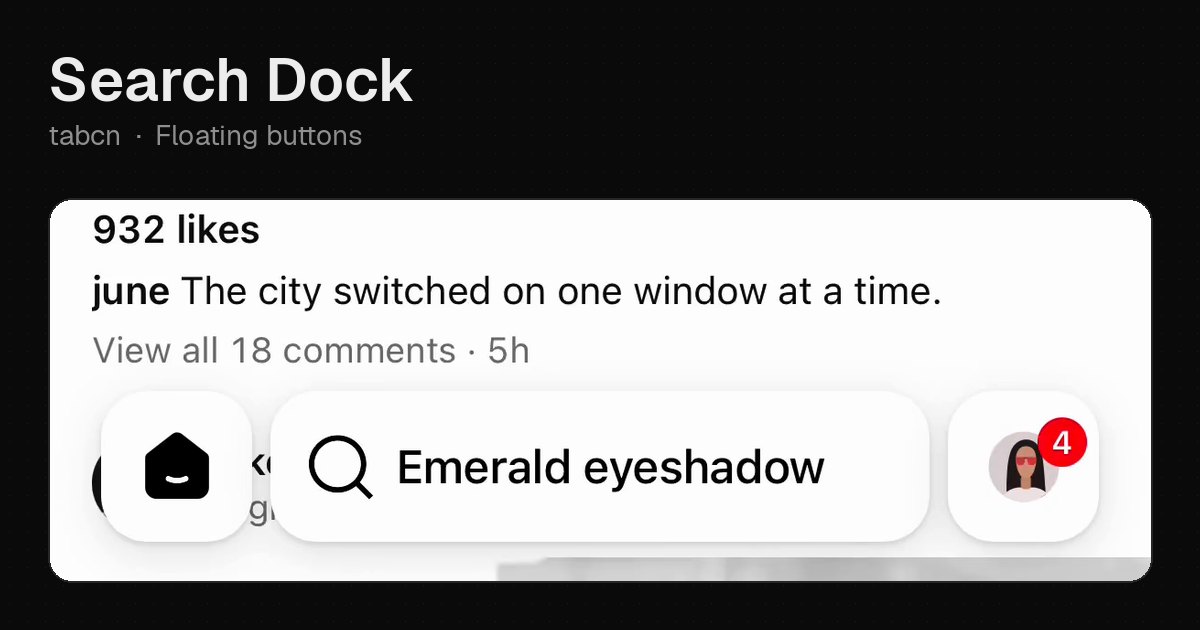 Search Dock
tabcn · Floating buttons
932 likes
june The city switched on one window at a time.
View all 18 comments · 5h
Emerald eyeshadow
4